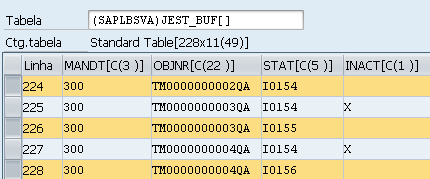 Tabela (SAPLBSVA)JEST_BUF[]
Ctg.tabela Standard Table[228x11(49)]
Linha MANDT[C(3 )] OBJNR[C(22 )] STAT[C(5 )] INACT[C(1 )]
224 300 TM0000000002QA I0154
225 300 TM0000000003QA I0154 X
226 300 TM0000000003QA I0155
227 300 TM0000000004QA I0154 X
228 300 TM0000000004QA I0156